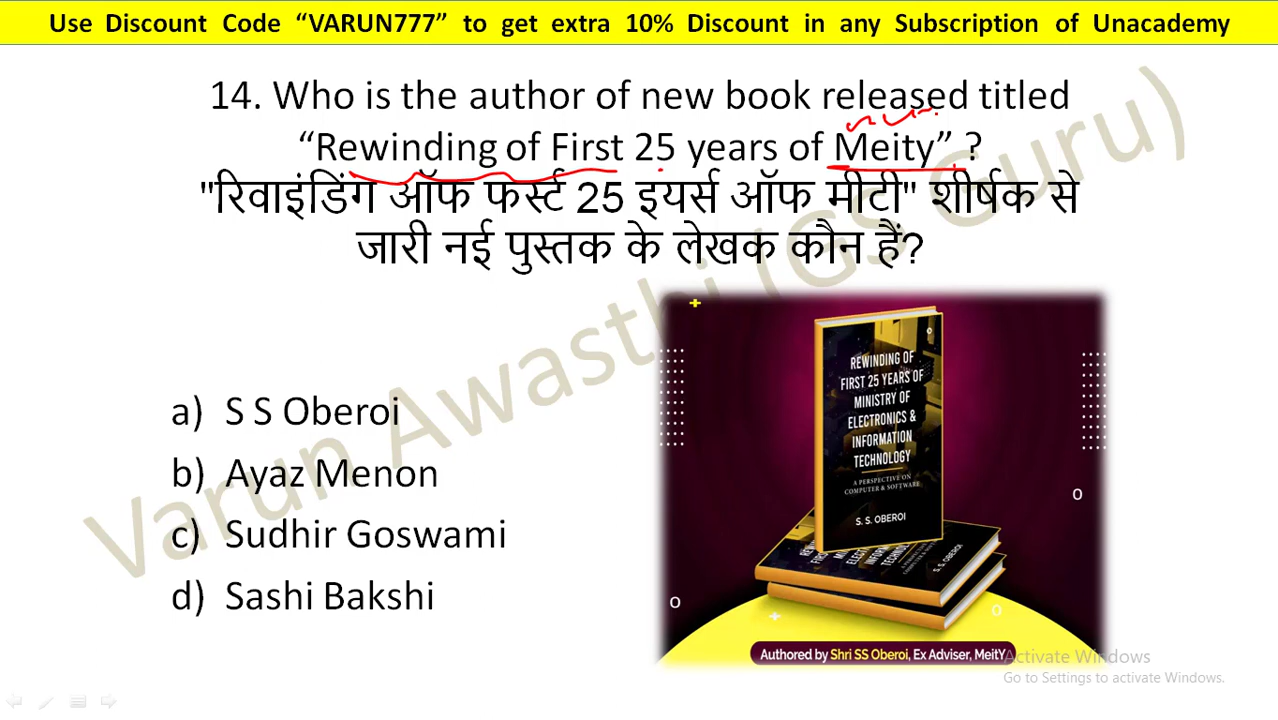 Use Discount Code “VARUN777” to get extra 10% Discount in any Subscription of Unacademy
14. Who is the author of new book released titled
“Rewinding of First 25 years of Meity” ?
"रिवाइंडिंग ऑफ फर्स्ट 25 इयर्स ऑफ मीटी" शीर्षक से
जारी नई पुस्तक के लेखक कौन हैं?
Varun Awasthi (GS Guru)
a) S S Oberoi
b) Ayaz Menon
c) Sudhir Goswami
d) Sashi Bakshi
REWINDING OF
FIRST 25 YEARS OF
MINISTRY OF
ELECTRONICS &
INFORMATION
TECHNOLOGY
A PERSPECTIVE ON
COMPUTER & SOFTWARE
S. S. OBEROI
S. S. OBEROI
Authored by Shri SS Oberoi, Ex Adviser, MeitY
Activate Windows
Go to Settings to activate Windows.